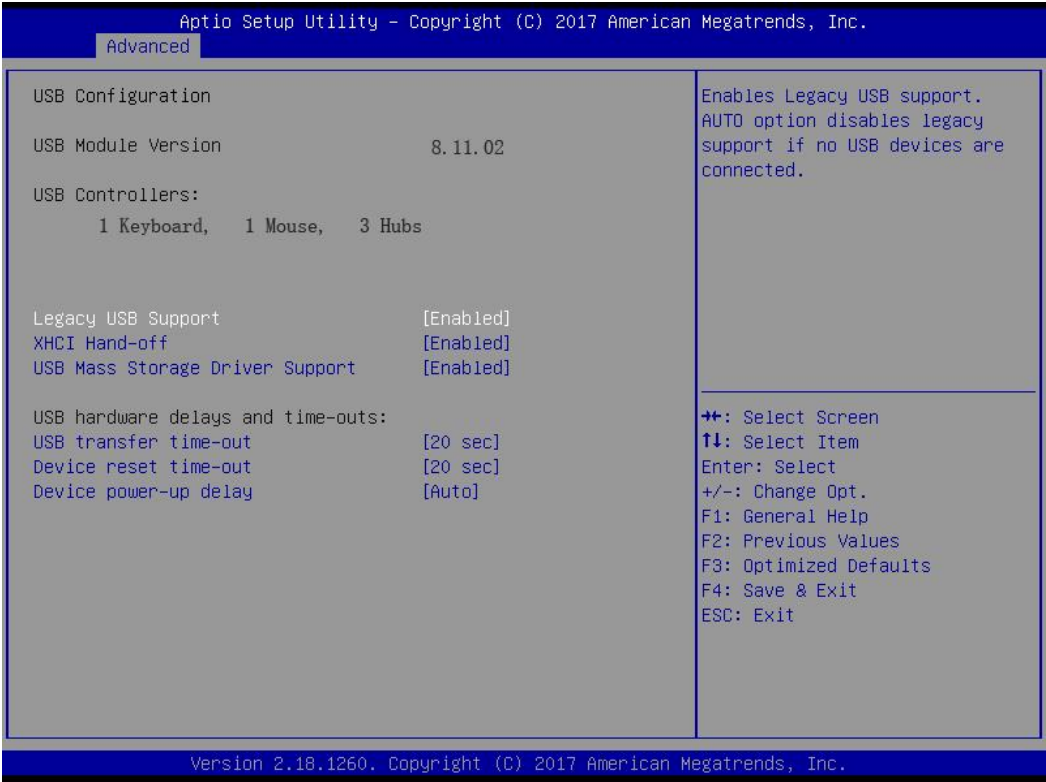 Aptio Setup Utility – Copyright (C) 2017 American Megatrends, Inc.
Advanced
USB Configuration
USB Module Version 8.11.02
USB Controllers:
1 Keyboard, 1 Mouse, 3 Hubs
Legacy USB Support [Enabled]
XHCI Hand-off [Enabled]
USB Mass Storage Driver Support [Enabled]
USB hardware delays and time-outs:
USB transfer time-out [20 sec]
Device reset time-out [20 sec]
Device power-up delay [Auto]
Enables Legacy USB support.
AUTO option disables legacy
support if no USB devices are
connected.
→←: Select Screen
↑↓: Select Item
Enter: Select
+/-: Change Opt.
F1: General Help
F2: Previous Values
F3: Optimized Defaults
F4: Save & Exit
ESC: Exit
Version 2.18.1260. Copyright (C) 2017 American Megatrends, Inc.